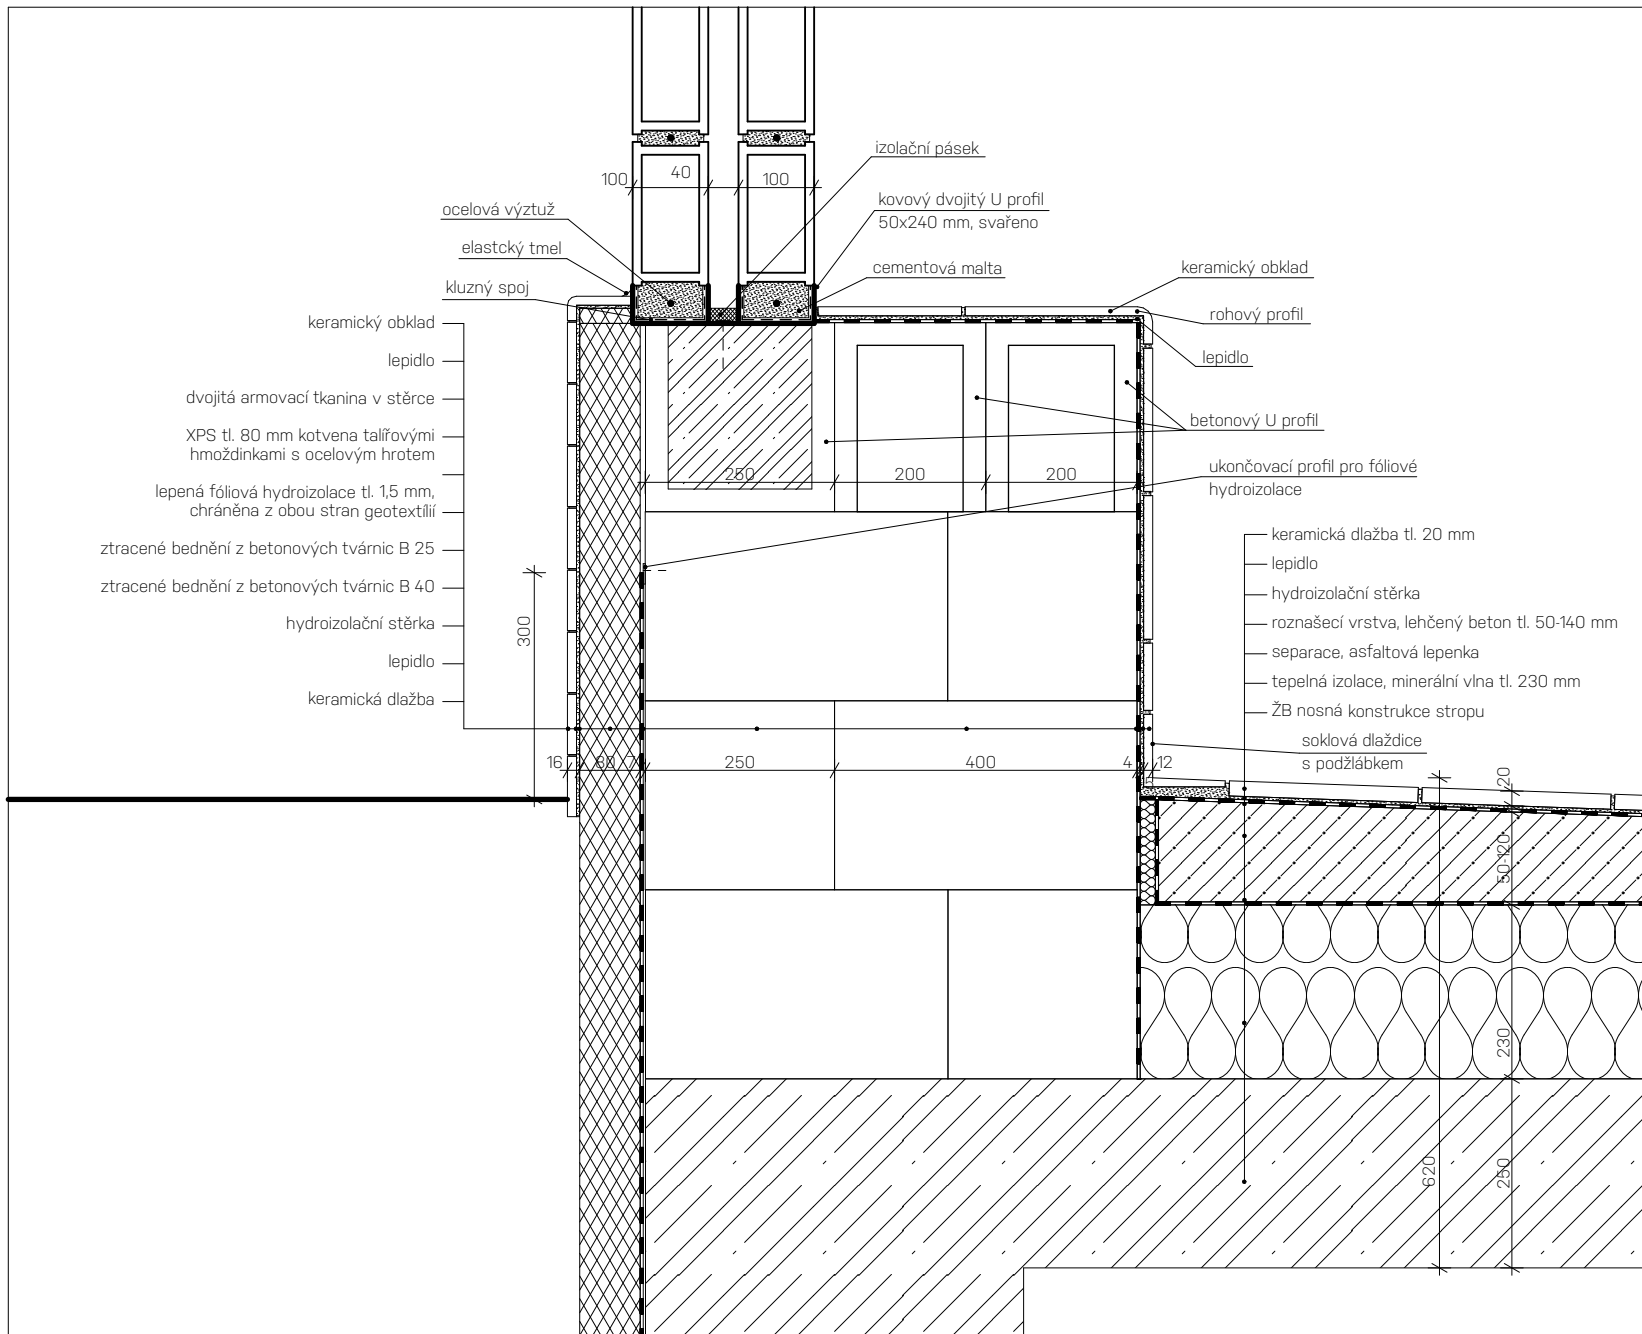 izolační pásek
100
40
100
kovový dvojitý U profil
50x240 mm, svařeno
ocelová výztuž
elastcký tmel
cementová malta
keramický obklad
kluzný spoj
rohový profil
keramický obklad
lepidlo
lepidlo
dvojitá armovací tkanina v stěrce
betonový U profil
XPS tl. 80 mm kotvena talířovými
hmoždinkami s ocelovým hrotem
250
200
200
ukončovací profil pro fóliové
hydroizolace
lepená fóliová hydroizolace tl. 1,5 mm,
chráněna z obou stran geotextílií
ztracené bednění z betonových tvárnic B 25
ztracené bednění z betonových tvárnic B 40
hydroizolační stěrka
lepidlo
keramická dlažba
300
keramická dlažba tl. 20 mm
lepidlo
hydroizolační stěrka
roznašecí vrstva, lehčený beton tl. 50-140 mm
separace, asfaltová lepenka
tepelná izolace, minerální vlna tl. 230 mm
ŽB nosná konstrukce stropu
soklová dlaždice
s podžlábkem
16
80
7
250
400
4
12
20
50-120
230
620
250